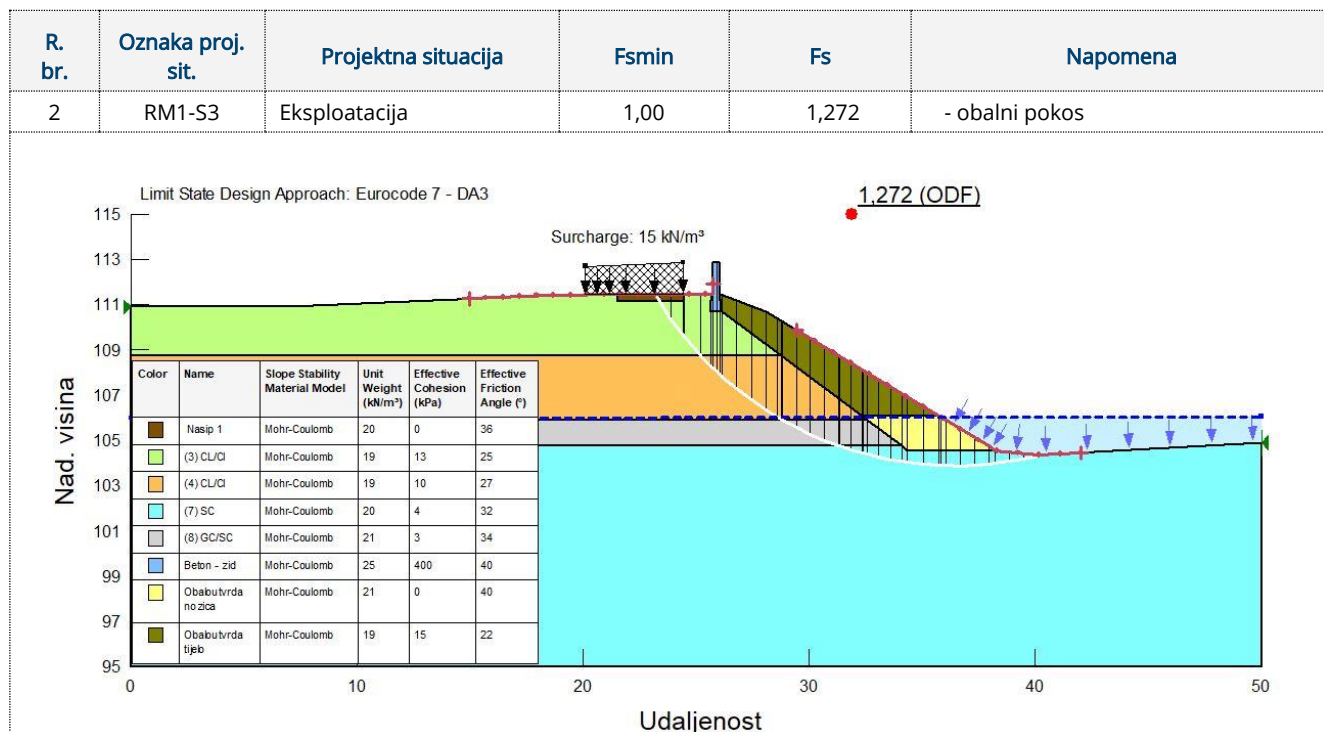 R. br. Oznaka proj. sit. Projektna situacija Fsmin Fs Napomena
2 RM1-S3 Eksploatacija 1,00 1,272 - obalni pokos
Limit State Design Approach: Eurocode 7 - DA3
1,272 (ODF)
Surcharge: 15 kN/m³
Nad. visina
115
113
111
109
107
105
103
101
99
97
95
Color Name Slope Stability Material Model Unit Weight (kN/m³) Effective Cohesion (kPa) Effective Friction Angle (°)
Nasip 1 Mohr-Coulomb 20 0 36
(3) CL/CI Mohr-Coulomb 19 13 25
(4) CL/CI Mohr-Coulomb 19 10 27
(7) SC Mohr-Coulomb 20 4 32
(8) GC/SC Mohr-Coulomb 21 3 34
Beton - zid Mohr-Coulomb 25 400 40
Obaloutvrda nozica Mohr-Coulomb 21 0 40
Obaloutvrda tijelo Mohr-Coulomb 19 15 22
0 10 20 30 40 50
Udaljenost